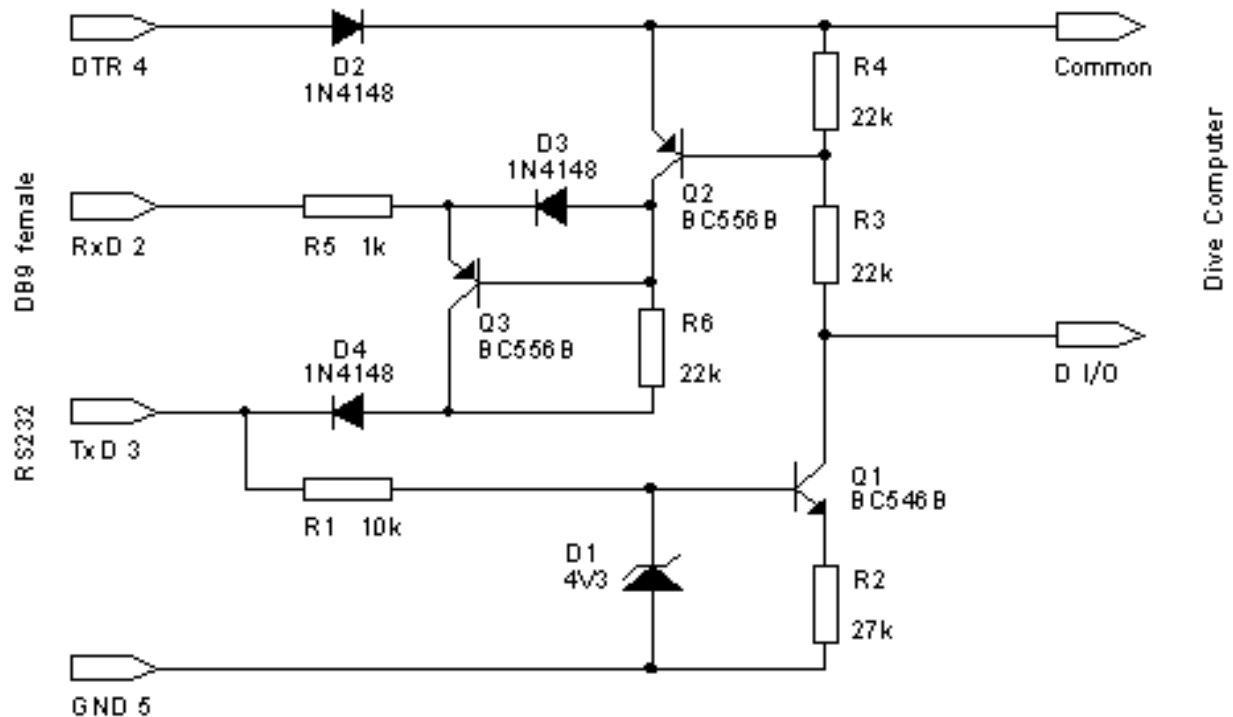 DTR 4
D2
1N4148
R4
22k
Common
D3
1N4148
Q2
BC556B
RxD 2
R5 1k
R3
22k
Q3
BC556B
R6
22k
D4
1N4148
D I/O
TxD 3
R1 10k
Q1
BC546B
D1
4V3
R2
27k
GND 5
DB9 female
RS232
Dive Computer